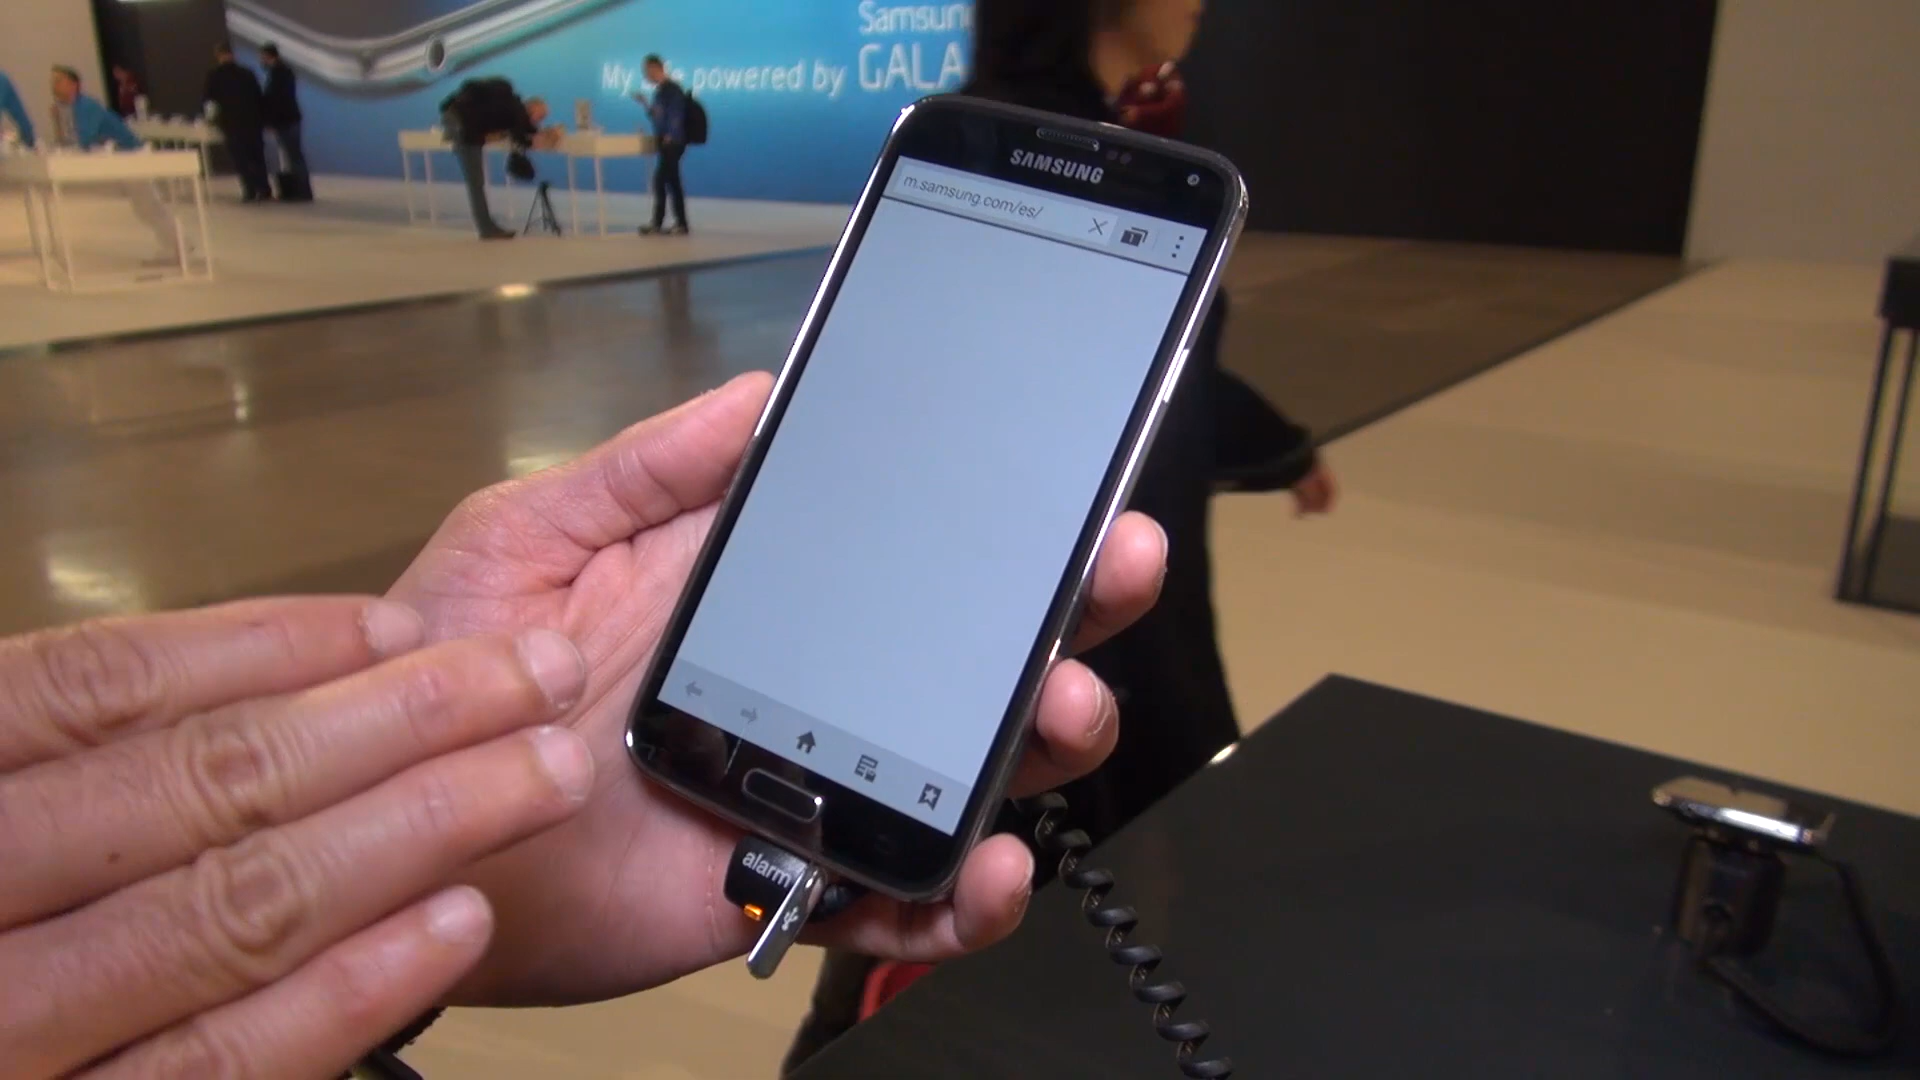 Samsung
My Life powered by GALA
SAMSUNG
m.samsung.com/es/
alarm